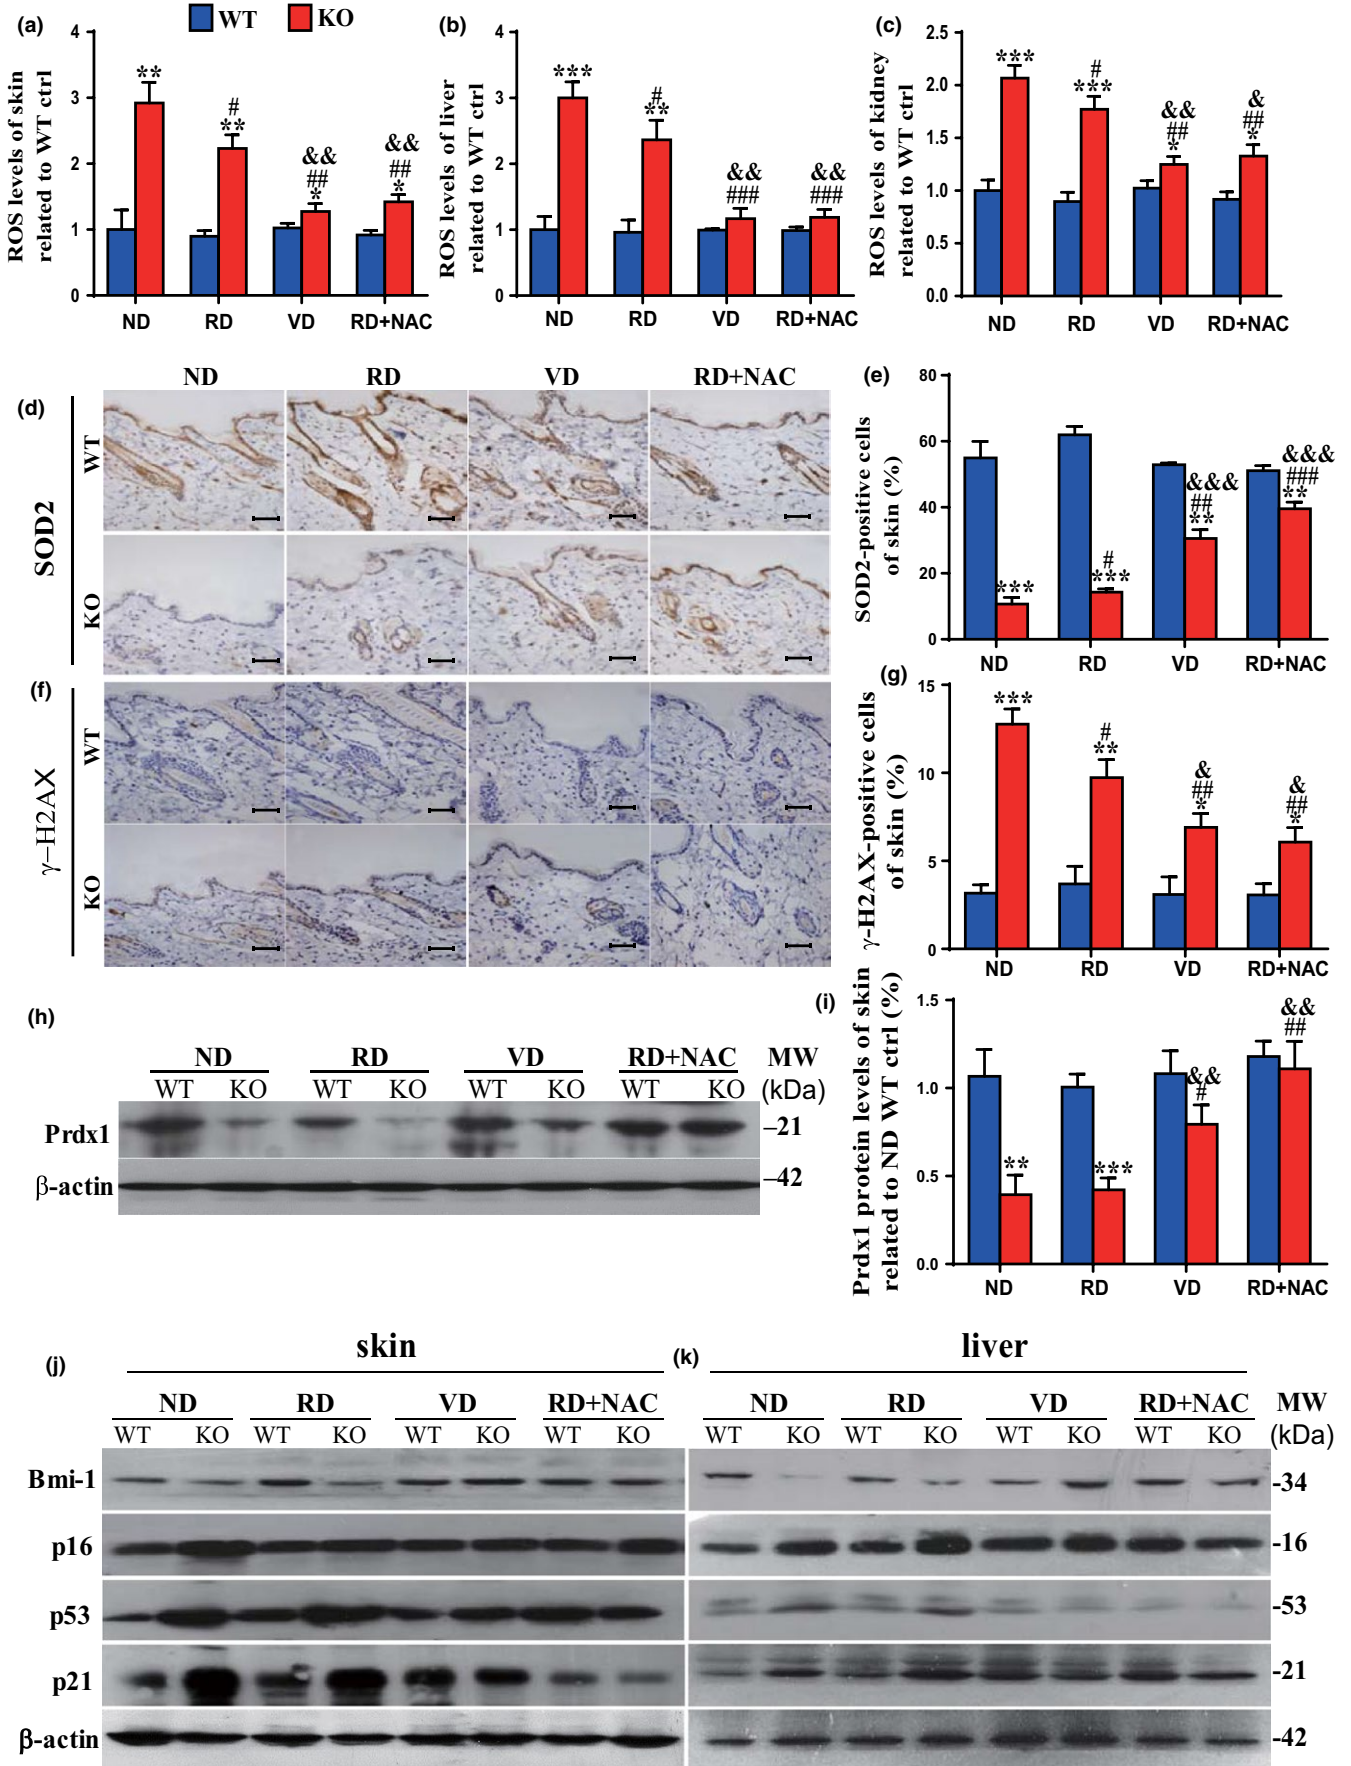 WT KO
(a)
ROS levels of skin
related to WT ctrl
4
3
2
1
0
**
#
**
&&
##
*
&&
##
*
ND RD VD RD+NAC
(b)
ROS levels of liver
related to WT ctrl
4
3
2
1
0
***
#
**
&&
###
&&
###
ND RD VD RD+NAC
(c)
ROS levels of kidney
related to WT ctrl
2.5
2.0
1.5
1.0
0.5
0.0
***
#
***
&&
##
*
&
##
*
ND RD VD RD+NAC
(d)
ND RD VD RD+NAC
SOD2
WT
KO
(e)
SOD2-positive cells
of skin (%)
80
60
40
20
0
***
#
***
&&&
##
**
&&&
###
**
ND RD VD RD+NAC
(f)
γ–H2AX
WT
KO
(g)
γ-H2AX-positive cells
of skin (%)
15
10
5
0
***
#
**
&
##
*
&
##
*
ND RD VD RD+NAC
(h)
ND RD VD RD+NAC MW
WT KO WT KO WT KO WT KO (kDa)
Prdx1 –21
β-actin –42
(i)
Prdx1 protein levels of skin
related to ND WT ctrl (%)
1.5
1.0
0.5
0.0
**
***
&&
#
&&
##
ND RD VD RD+NAC
(j)
skin
ND RD VD RD+NAC
WT KO WT KO WT KO WT KO
(k)
liver
ND RD VD RD+NAC MW
WT KO WT KO WT KO WT KO (kDa)
Bmi-1 -34
p16 -16
p53 -53
p21 -21
β-actin -42